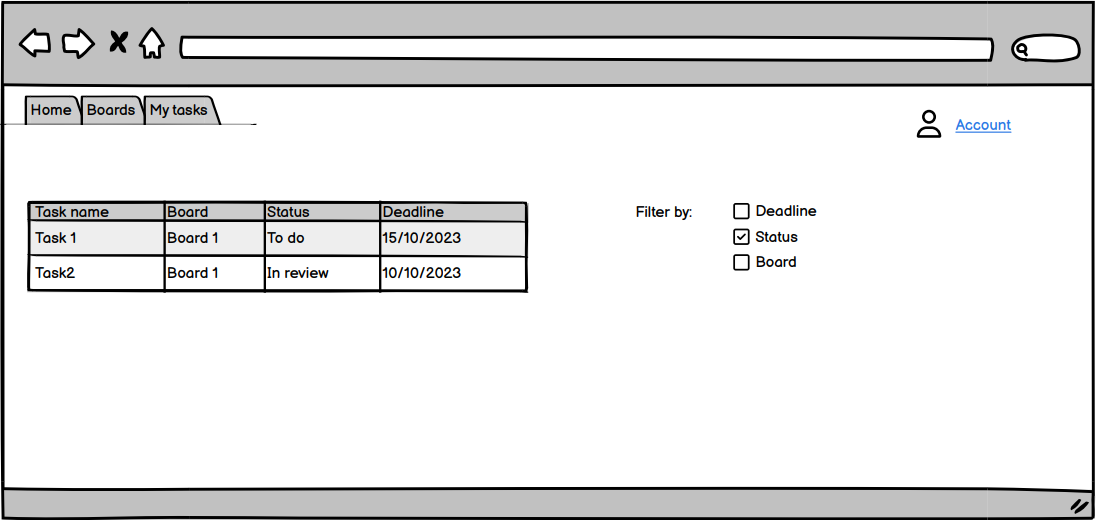 Home Boards My tasks
Account
Task name Board Status Deadline
Task 1 Board 1 To do 15/10/2023
Task2 Board 1 In review 10/10/2023
Filter by:
Deadline
Status
Board